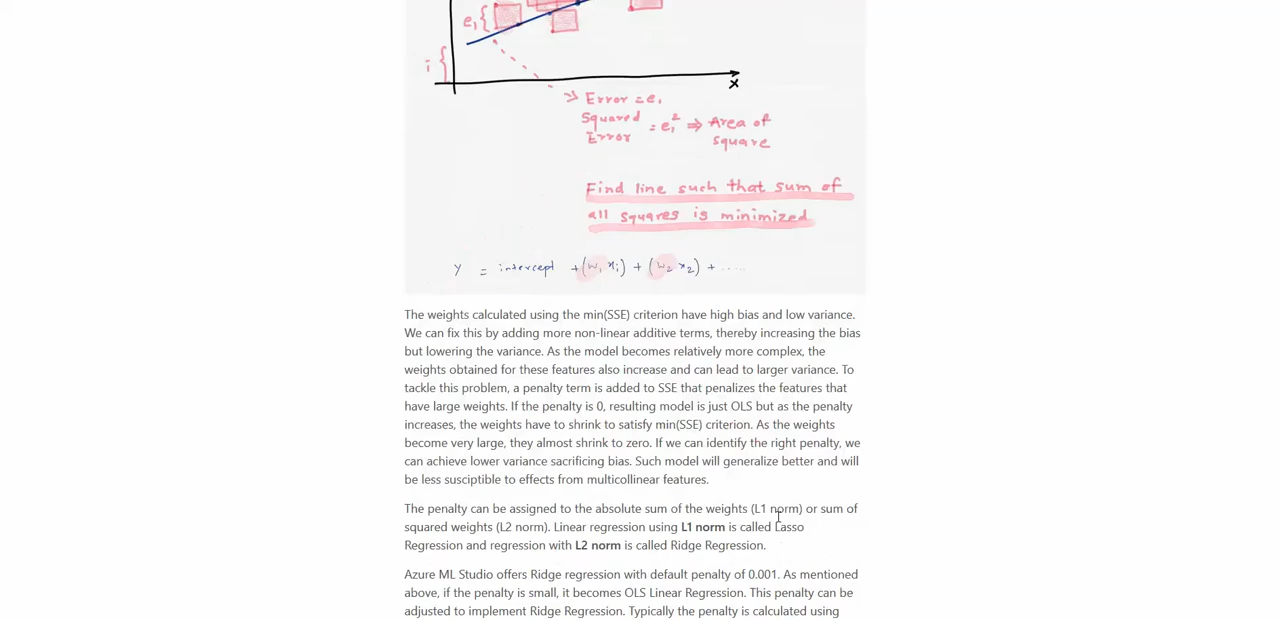 e₁
i
x
Error = e₁
Squared Error = e₁² ⇒ Area of square
Find line such that sum of
all squares is minimized
Y = intercept + (w₁ x₁) + (w₂ x₂) + .....
The weights calculated using the min(SSE) criterion have high bias and low variance.
We can fix this by adding more non-linear additive terms, thereby increasing the bias
but lowering the variance. As the model becomes relatively more complex, the
weights obtained for these features also increase and can lead to larger variance. To
tackle this problem, a penalty term is added to SSE that penalizes the features that
have large weights. If the penalty is 0, resulting model is just OLS but as the penalty
increases, the weights have to shrink to satisfy min(SSE) criterion. As the weights
become very large, they almost shrink to zero. If we can identify the right penalty, we
can achieve lower variance sacrificing bias. Such model will generalize better and will
be less susciptible to effects from multicollinear features.
The penalty can be assigned to the absolute sum of the weights (L1 norm) or sum of
squared weights (L2 norm). Linear regression using L1 norm is called Lasso
Regression and regression with L2 norm is called Ridge Regression.
Azure ML Studio offers Ridge regression with default penalty of 0.001. As mentioned
above, if the penalty is small, it becomes OLS Linear Regression. This penalty can be
adjusted to implement Ridge Regression. Typically the penalty is calculated using